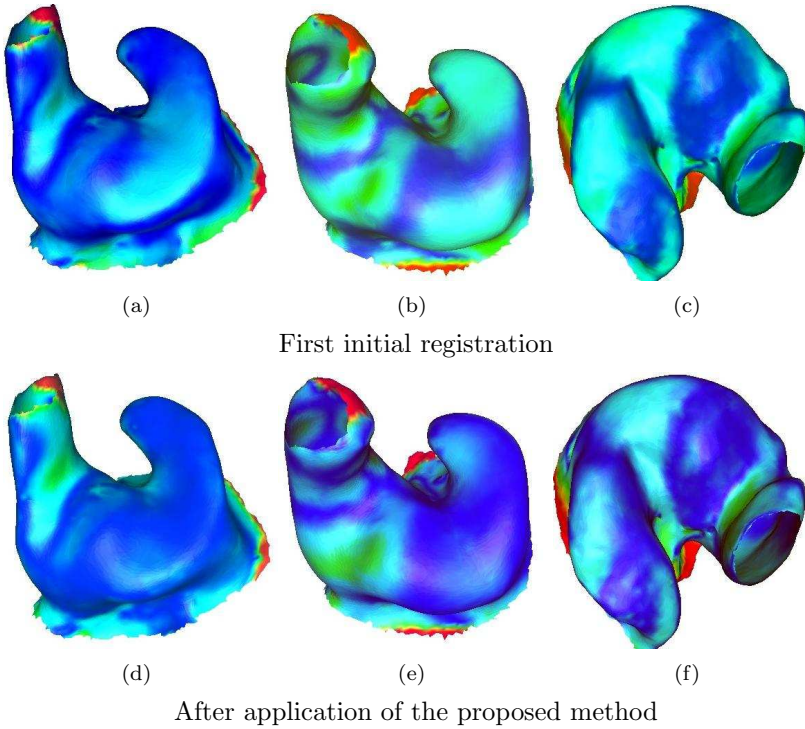 (a) (b) (c)
First initial registration
(d) (e) (f)
After application of the proposed method